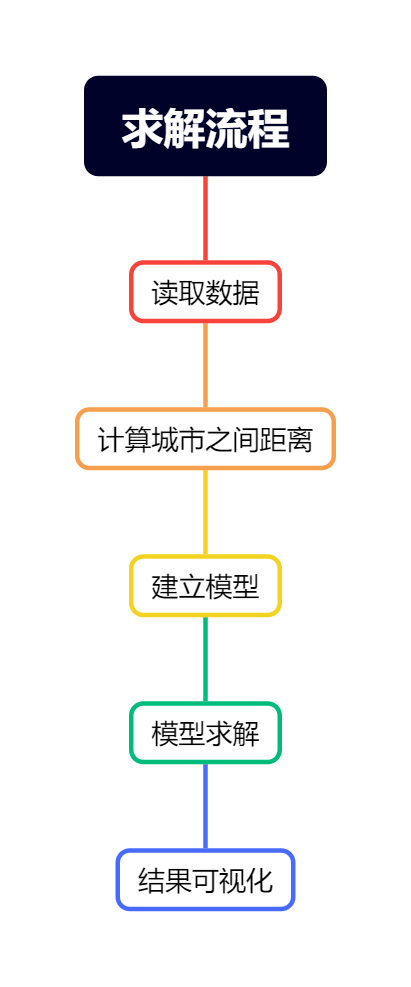 求解流程
读取数据
计算城市之间距离
建立模型
模型求解
结果可视化